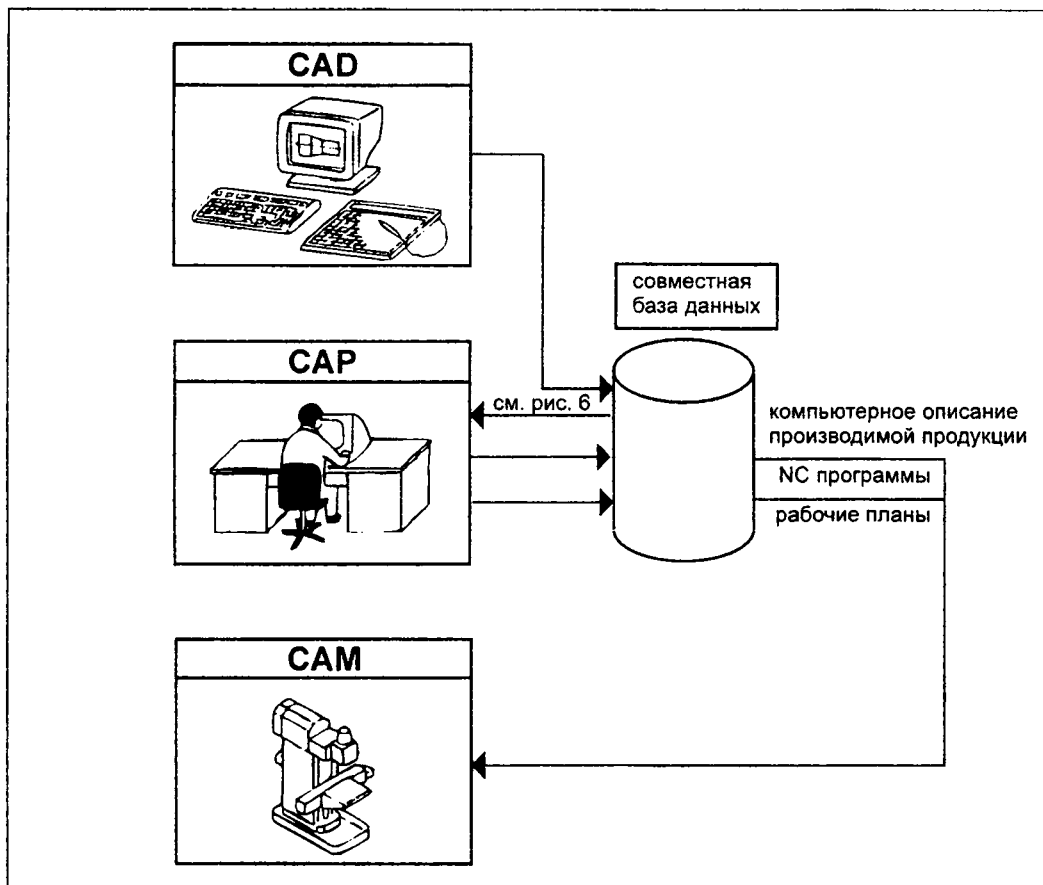 CAD
совместная
база данных
CAP
см. рис. 6
компьютерное описание
производимой продукции
NC программы
рабочие планы
CAM